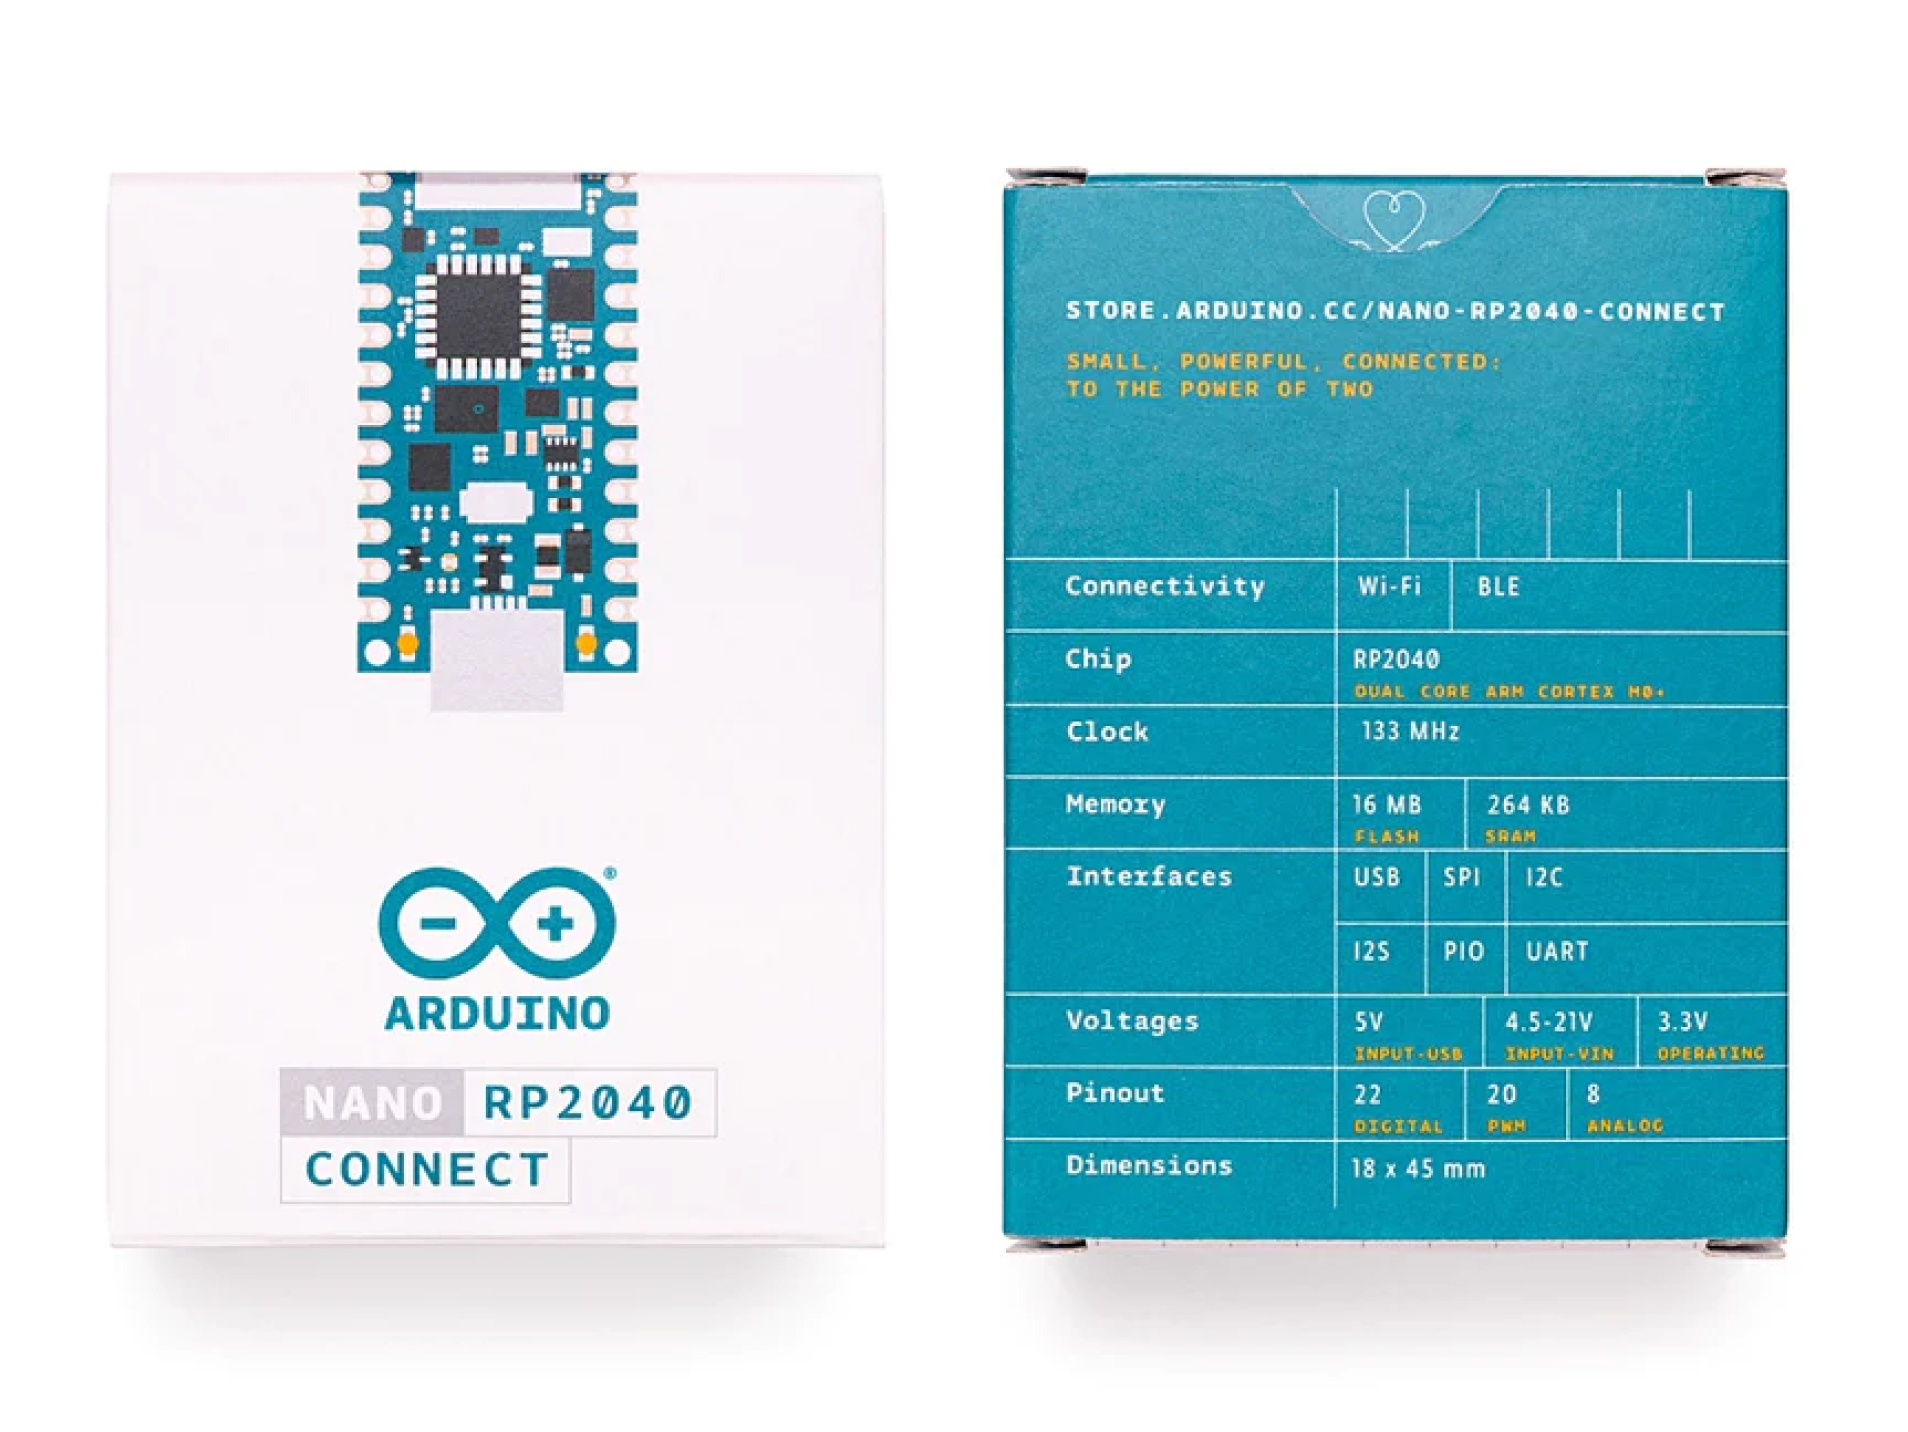 ARDUINO
NANO RP2040
CONNECT
STORE.ARDUINO.CC/NANO-RP2040-CONNECT
SMALL, POWERFUL, CONNECTED:
TO THE POWER OF TWO
Connectivity Wi-Fi BLE
Chip RP2040
DUAL CORE ARM CORTEX M0+
Clock 133 MHz
Memory 16 MB 264 KB
FLASH SRAM
Interfaces USB SPI I2C
I2S PIO UART
Voltages 5V 4.5-21V 3.3V
INPUT-USB INPUT-VIN OPERATING
Pinout 22 20 8
DIGITAL PWM ANALOG
Dimensions 18 x 45 mm